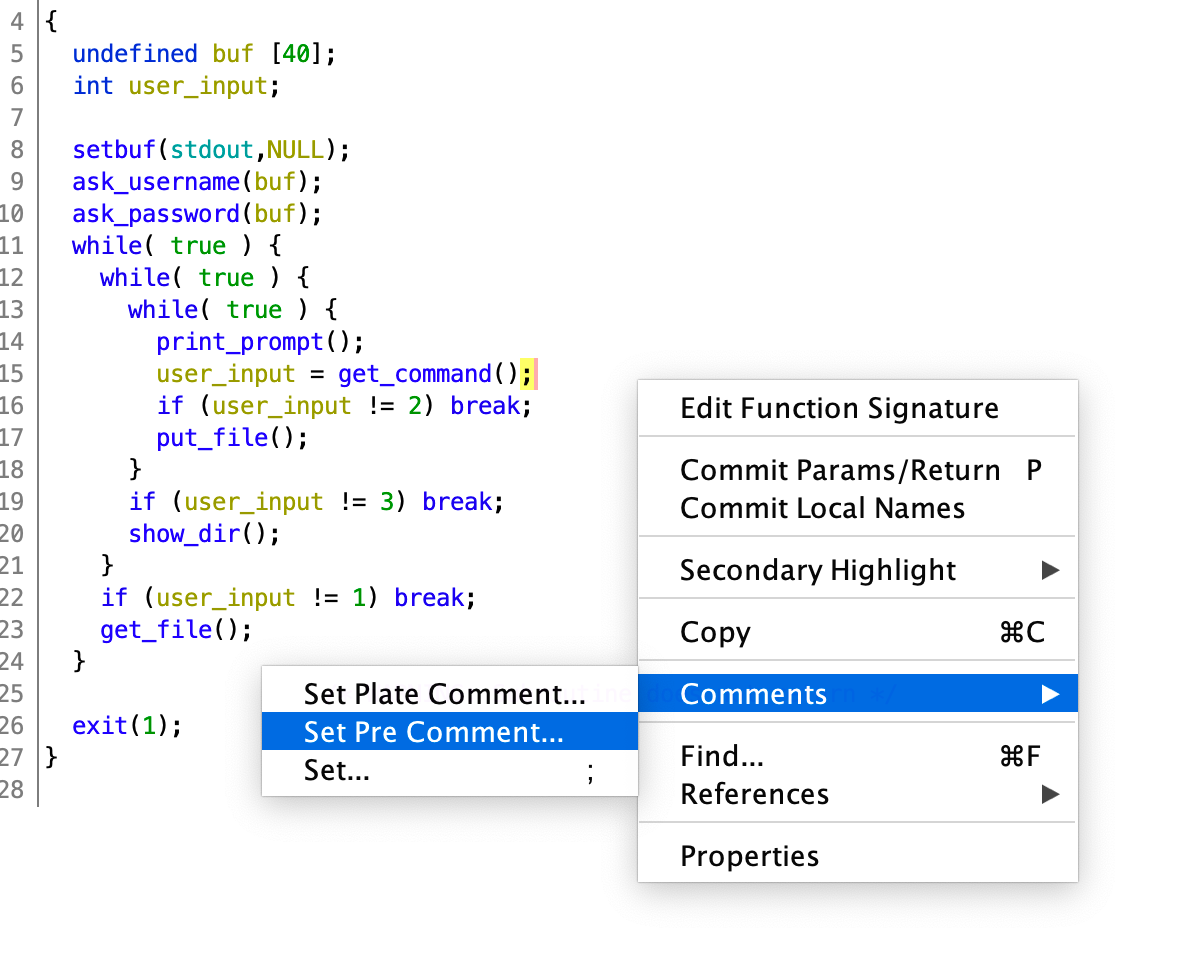 4 {
5 undefined buf [40];
6 int user_input;
7
8 setbuf(stdout,NULL);
9 ask_username(buf);
10 ask_password(buf);
11 while( true ) {
12 while( true ) {
13 while( true ) {
14 print_prompt();
15 user_input = get_command();
16 if (user_input != 2) break;
17 put_file();
18 }
19 if (user_input != 3) break;
20 show_dir();
21 }
22 if (user_input != 1) break;
23 get_file();
24 }
25
26 exit(1);
27 }
28
Edit Function Signature
Commit Params/Return P
Commit Local Names
Secondary Highlight ▶
Copy ⌘C
Comments ▶
Find... ⌘F
References ▶
Properties
Set Plate Comment...
Set Pre Comment...
Set... ;